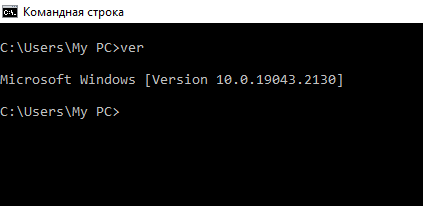 Командная строка
C:\Users\My PC>ver
Microsoft Windows [Version 10.0.19043.2130]
C:\Users\My PC>